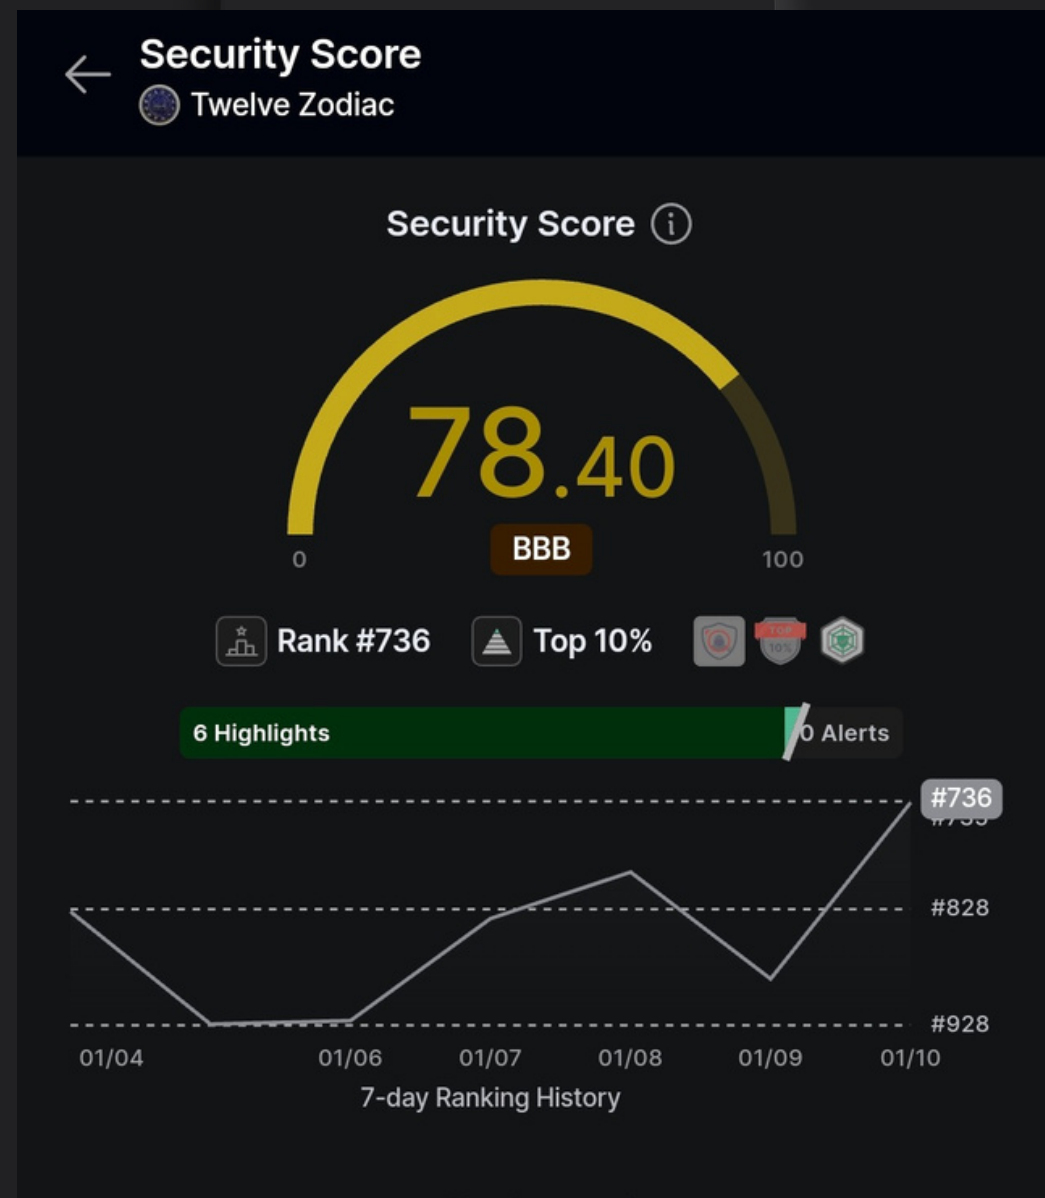 Security Score
Twelve Zodiac
Security Score
78.40
BBB
0
100
Rank #736
Top 10%
TOP
10%
6 Highlights
0 Alerts
#736
#828
#928
01/04
01/06
01/07
01/08
01/09
01/10
7-day Ranking History